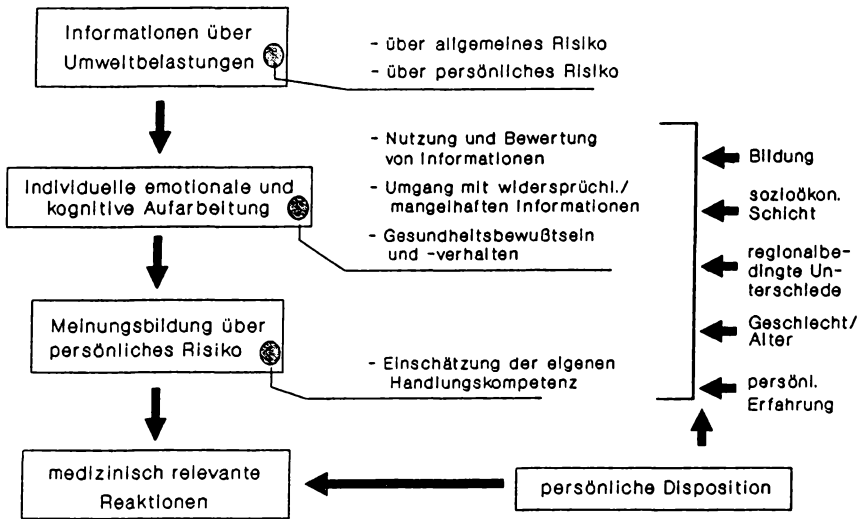 Informationen über
Umweltbelastungen
- über allgemeines Risiko
- über persönliches Risiko
Individuelle emotionale und
kognitive Aufarbeitung
- Nutzung und Bewertung
von Informationen
- Umgang mit widersprüchl./
mangelhaften Informationen
- Gesundheitsbewußtsein
und -verhalten
Meinungsbildung über
persönliches Risiko
- Einschätzung der eigenen
Handlungskompetenz
Bildung
sozioökon.
Schicht
regionalbe-
dingte Un-
terschiede
Geschlecht/
Alter
persönl.
Erfahrung
medizinisch relevante
Reaktionen
persönliche Disposition